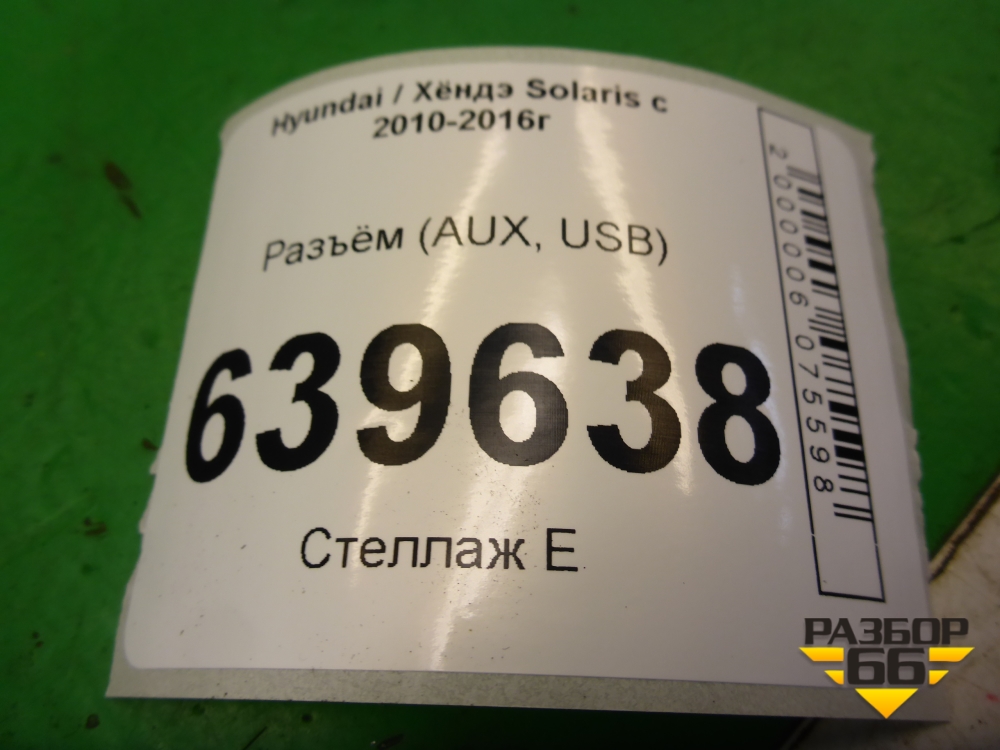 Hyundai / Хёндэ Solaris с
2010-2016г
Разъём (AUX, USB)
639638
Стеллаж Е
2000006075598
РАЗБОР
66